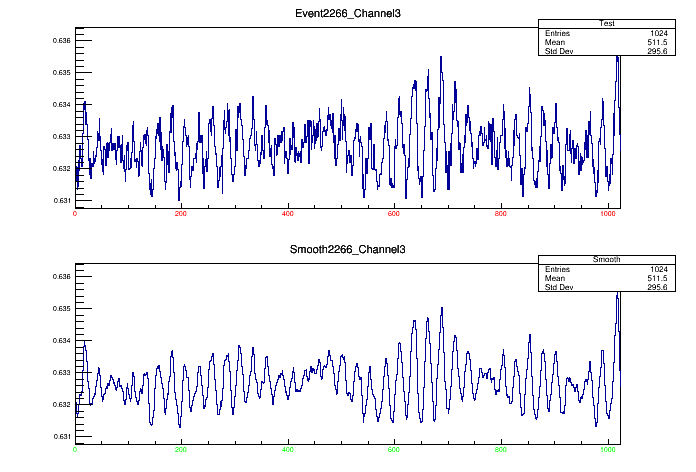 Event2266_Channel3
Test
Entries 1024
Mean 511.5
Std Dev 295.6
0.636
0.635
0.634
0.633
0.632
0.631
0 200 400 600 800 1000
Smooth2266_Channel3
Smooth
Entries 1024
Mean 511.5
Std Dev 295.6
0.636
0.635
0.634
0.633
0.632
0.631
0 200 400 600 800 1000